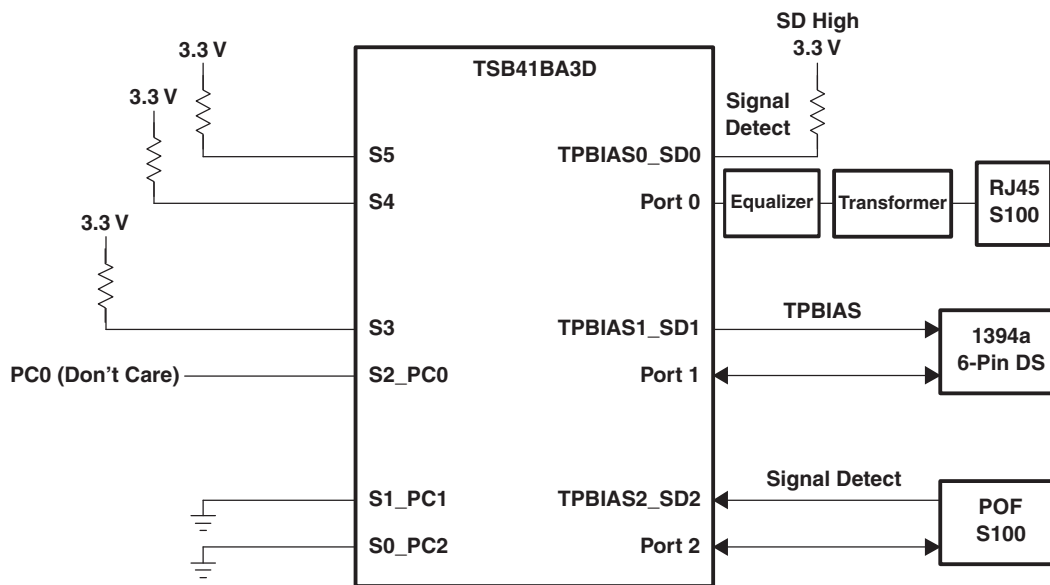 SD High
3.3 V
3.3 V
TSB41BA3D
3.3 V
Signal
Detect
S5
TPBIAS0_SD0
S4
Port 0
Equalizer
Transformer
RJ45
S100
3.3 V
S3
TPBIAS1_SD1
TPBIAS
1394a
6-Pin DS
PC0 (Don't Care)
S2_PC0
Port 1
S1_PC1
TPBIAS2_SD2
Signal Detect
POF
S100
S0_PC2
Port 2